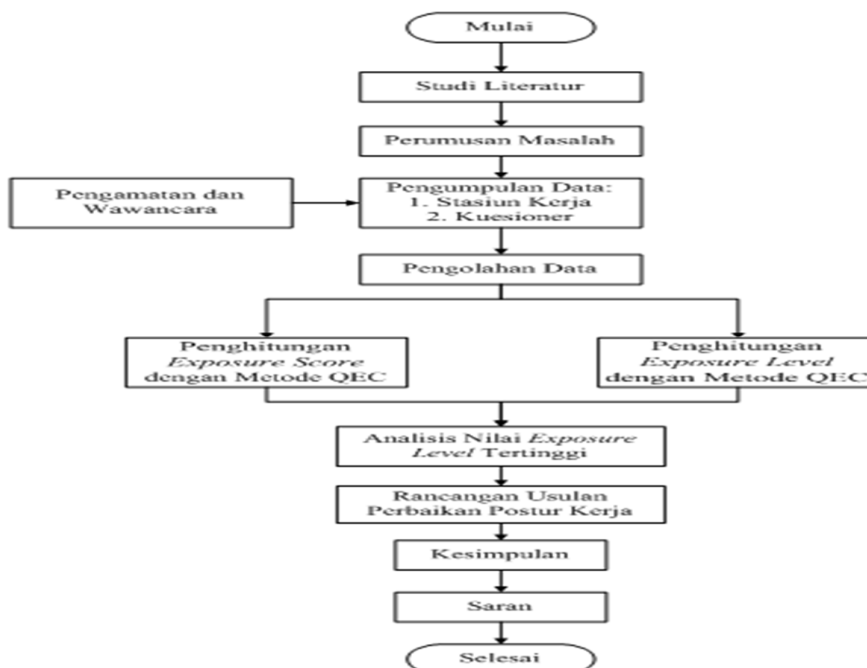 Mulai
Studi Literatur
Perumusan Masalah
Pengamatan dan
Wawancara
Pengumpulan Data:
1. Stasiun Kerja
2. Kuesioner
Pengolahan Data
Penghitungan
Exposure Score
dengan Metode QEC
Penghitungan
Exposure Level
dengan Metode QEC
Analisis Nilai Exposure
Level Tertinggi
Rancangan Usulan
Perbaikan Postur Kerja
Kesimpulan
Saran
Selesai